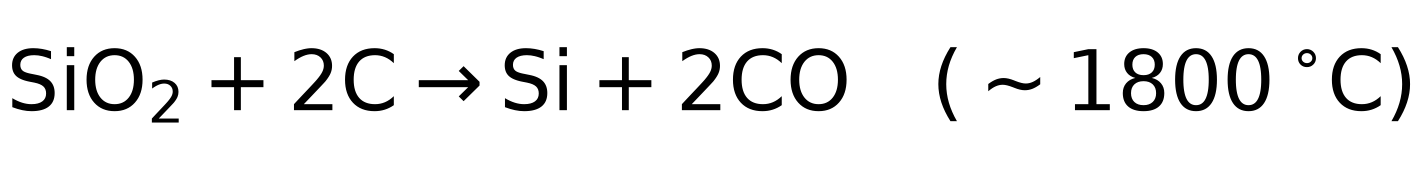 SiO₂ + 2C → Si + 2CO (~ 1800°C)